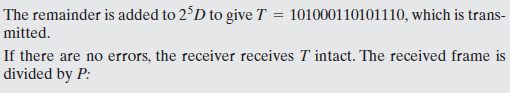 The remainder is added to 2⁵D to give T = 101000110101110, which is trans-
mitted.
If there are no errors, the receiver receives T intact. The received frame is
divided by P: